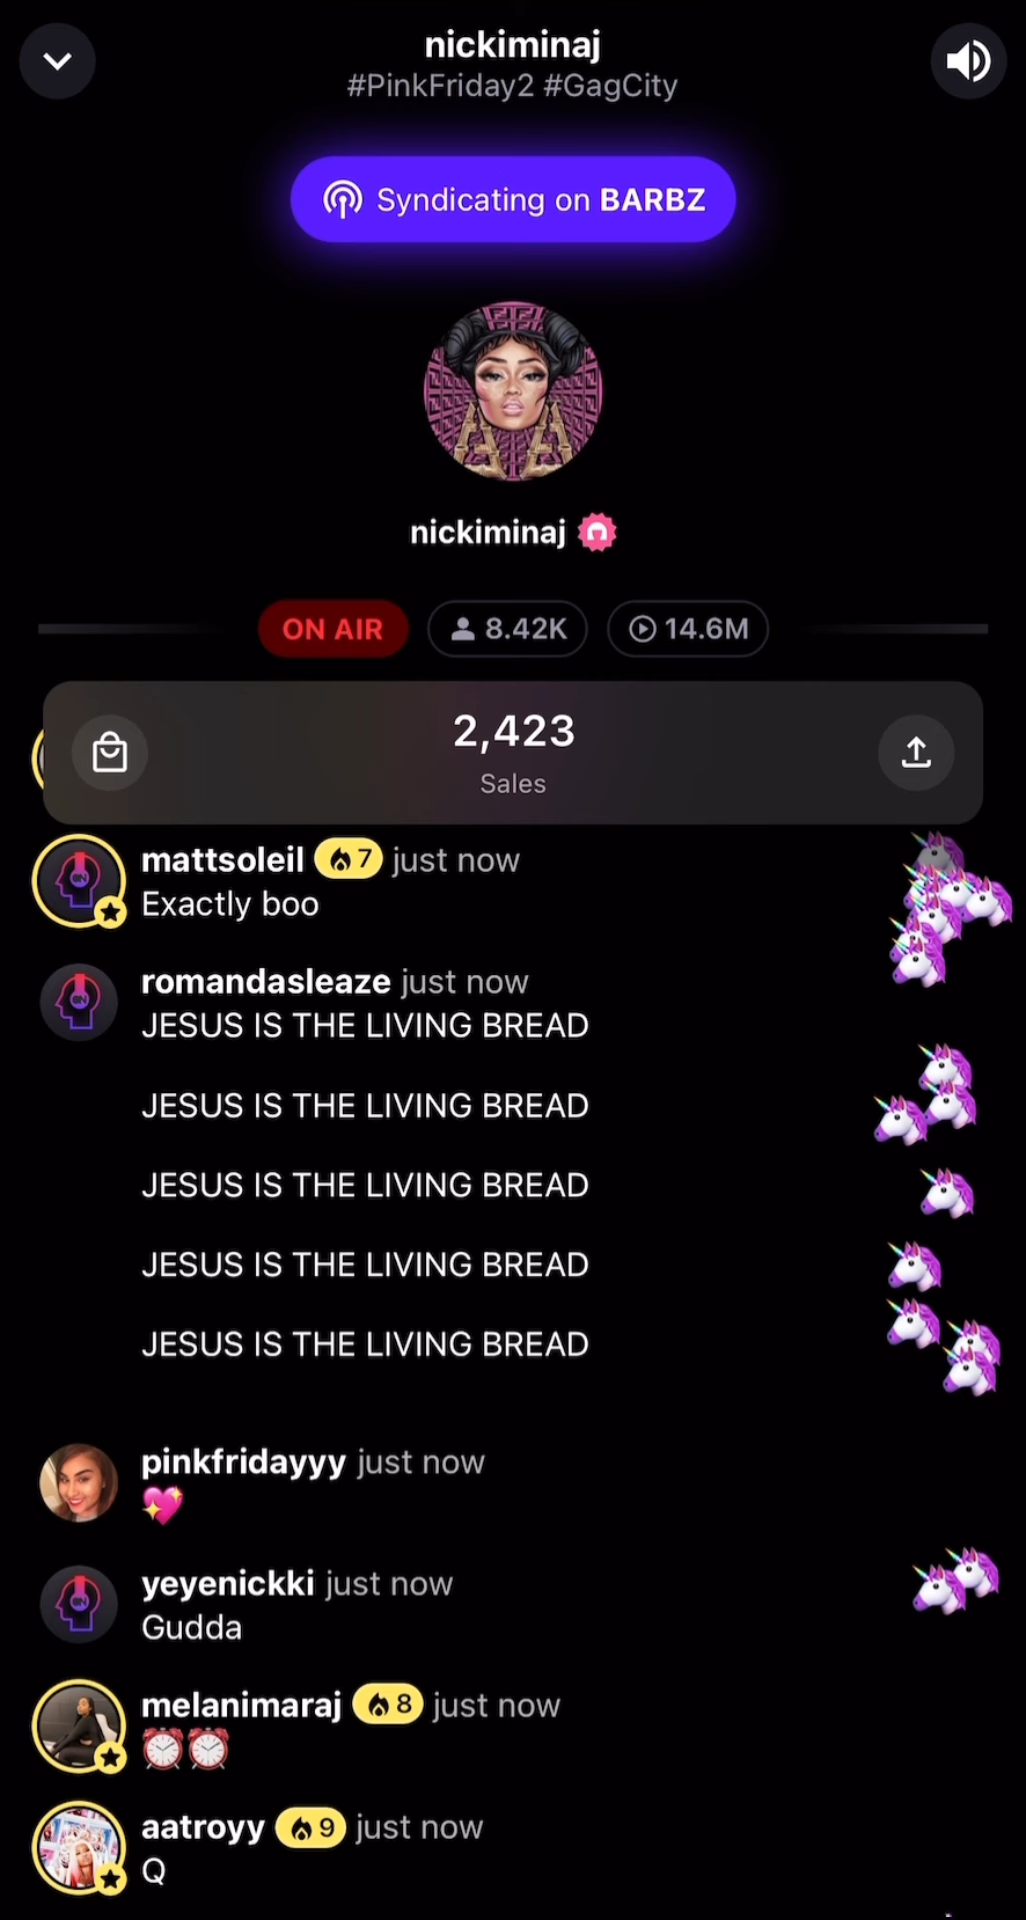 nickiminaj
#PinkFriday2 #GagCity
Syndicating on BARBZ
nickiminaj
ON AIR 8.42K 14.6M
2,423
Sales
mattsoleil 7 just now
Exactly boo
romandasleaze just now
JESUS IS THE LIVING BREAD
JESUS IS THE LIVING BREAD
JESUS IS THE LIVING BREAD
JESUS IS THE LIVING BREAD
JESUS IS THE LIVING BREAD
pinkfridayyy just now
💖
yeyenickki just now
Gudda
melanimaraj 8 just now
⏰⏰
aatroyy 9 just now
Q